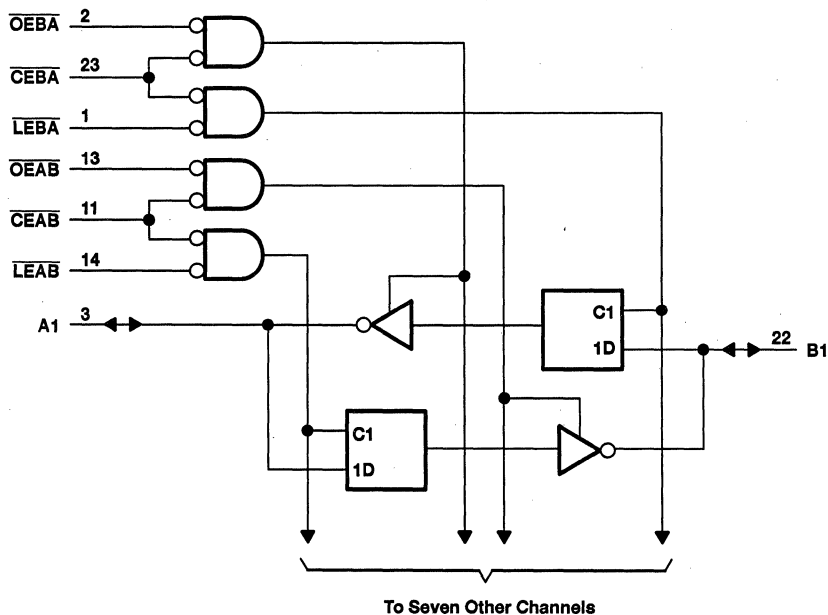 OEBA 2
CEBA 23
LEBA 1
OEAB 13
CEAB 11
LEAB 14
A1 3
C1
1D
22 B1
C1
1D
To Seven Other Channels